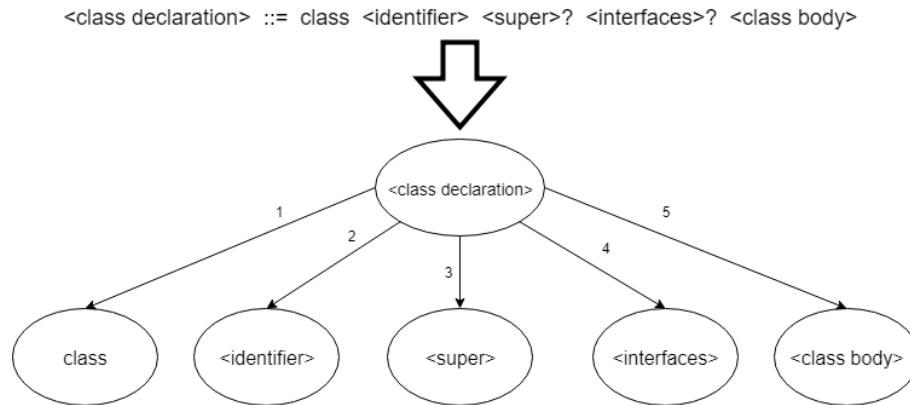 <class declaration> ::= class <identifier> <super>? <interfaces>? <class body>
<class declaration>
1
2
3
4
5
class
<identifier>
<super>
<interfaces>
<class body>